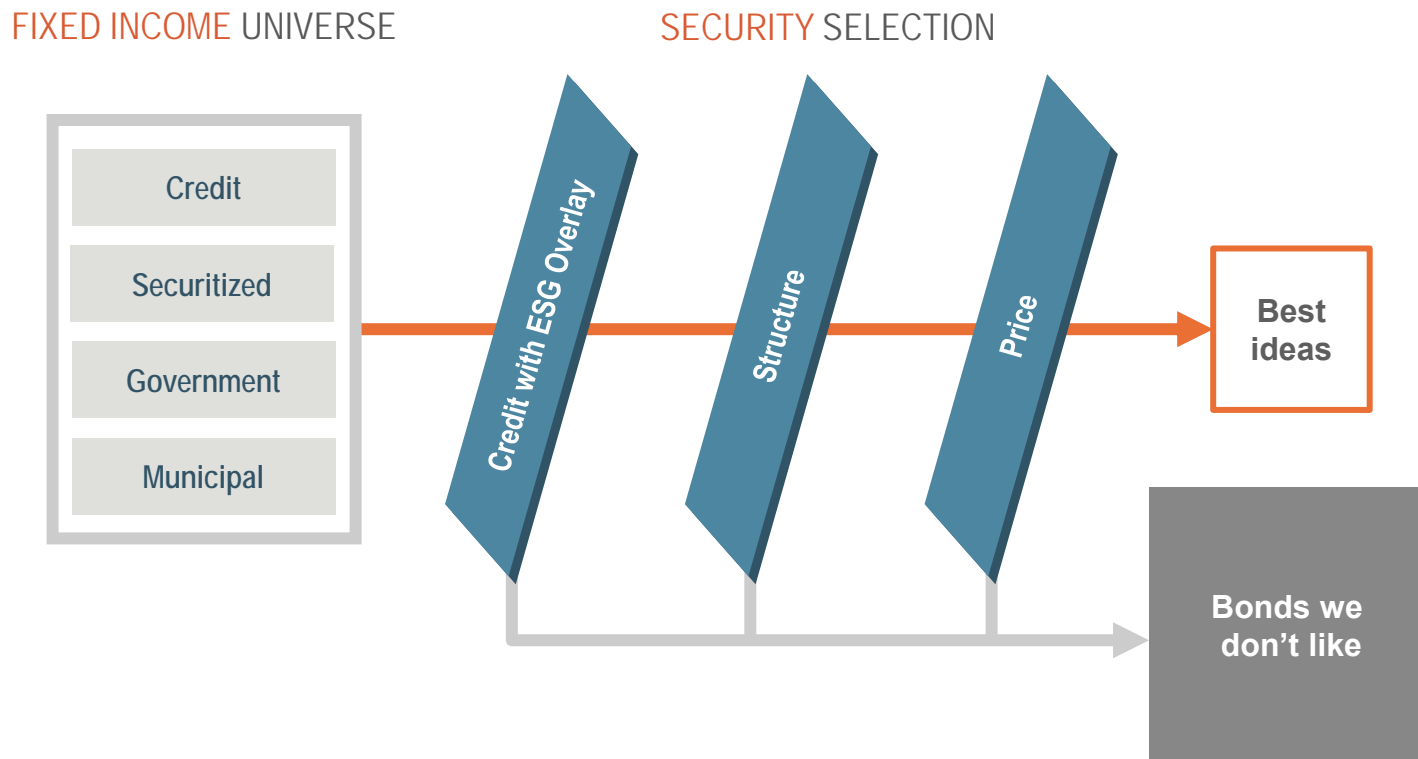 FIXED INCOME UNIVERSE
SECURITY SELECTION
Credit
Securitized
Government
Municipal
Credit with ESG Overlay
Structure
Price
Best
ideas
Bonds we
don’t like